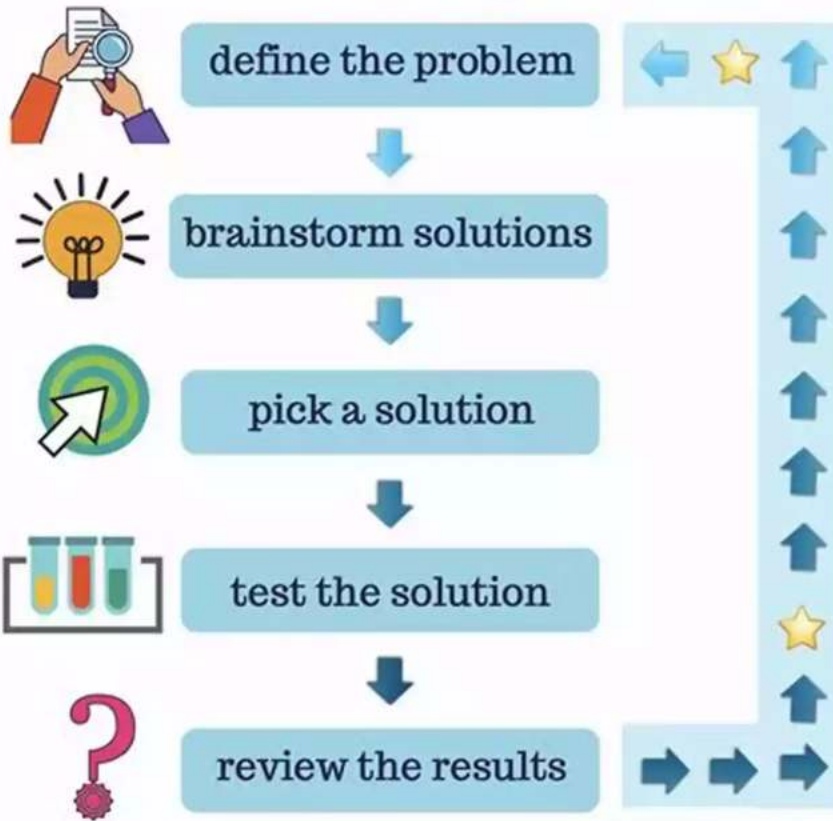 define the problem
brainstorm solutions
pick a solution
test the solution
review the results